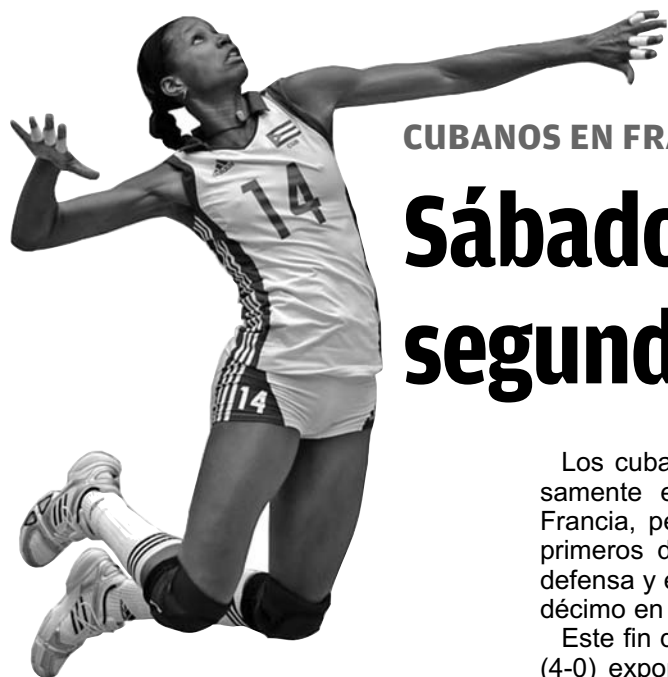 CUBANOS EN FRA
Sábado
segund
Los cuba
samente e
Francia, pe
primeros d
defensa y e
décimo en
Este fin d
(4-0) expo
14
14
adidas